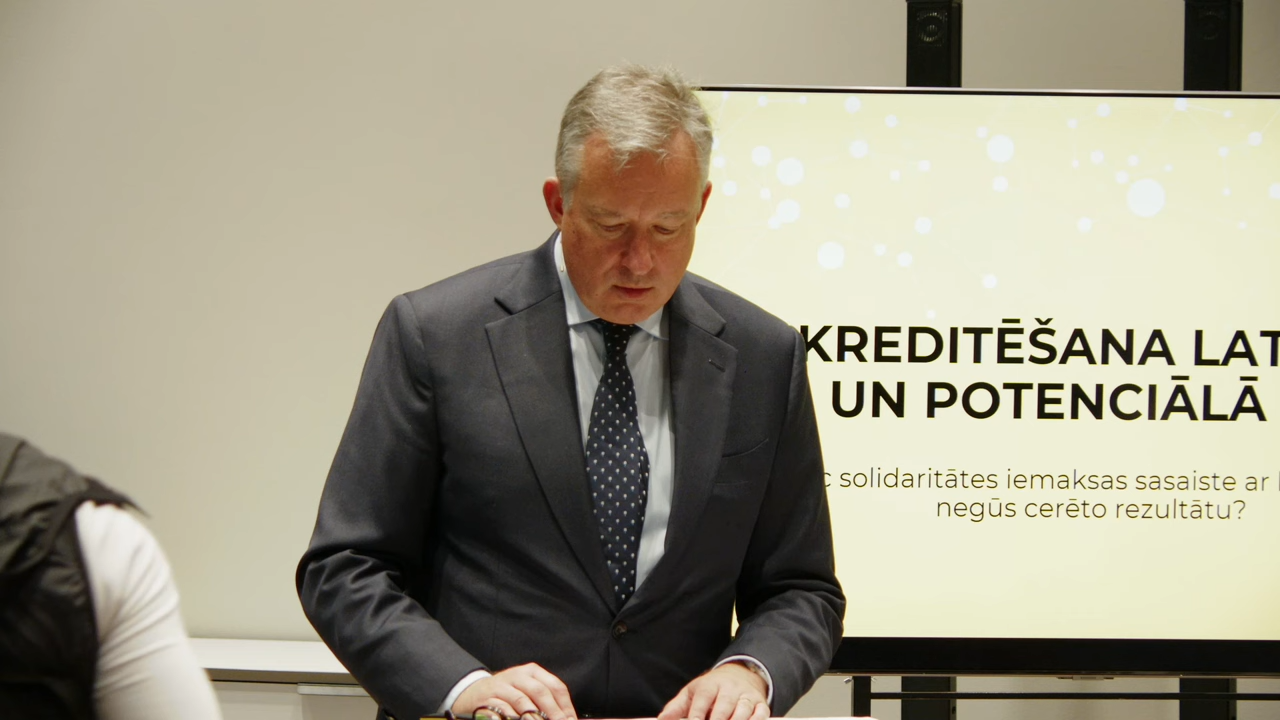 KREDITĒŠANA LAT
UN POTENCIĀLĀ
solidaritātes iemaksas sasaiste ar
negūs cerēto rezultātu?